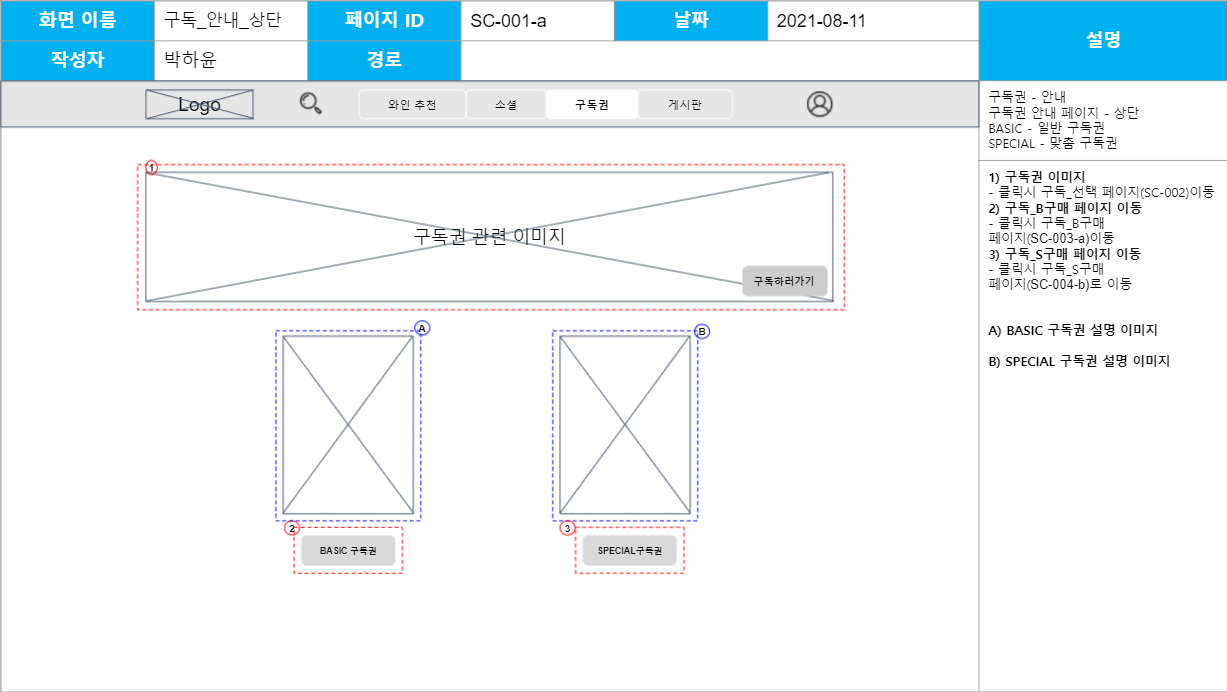 화면 이름 구독_안내_상단 페이지 ID SC-001-a 날짜 2021-08-11 설명
작성자 박하윤 경로
Logo 와인 추천 소셜 구독권 게시판
1
구독권 관련 이미지
구독하러가기
A
B
2
BASIC 구독권
3
SPECIAL구독권
구독권 - 안내
구독권 안내 페이지 - 상단
BASIC - 일반 구독권
SPECIAL - 맞춤 구독권
1) 구독권 이미지
- 클릭시 구독_선택 페이지(SC-002)이동
2) 구독_B구매 페이지 이동
- 클릭시 구독_B구매
페이지(SC-003-a)이동
3) 구독_S구매 페이지 이동
- 클릭시 구독_S구매
페이지(SC-004-b)로 이동
A) BASIC 구독권 설명 이미지
B) SPECIAL 구독권 설명 이미지